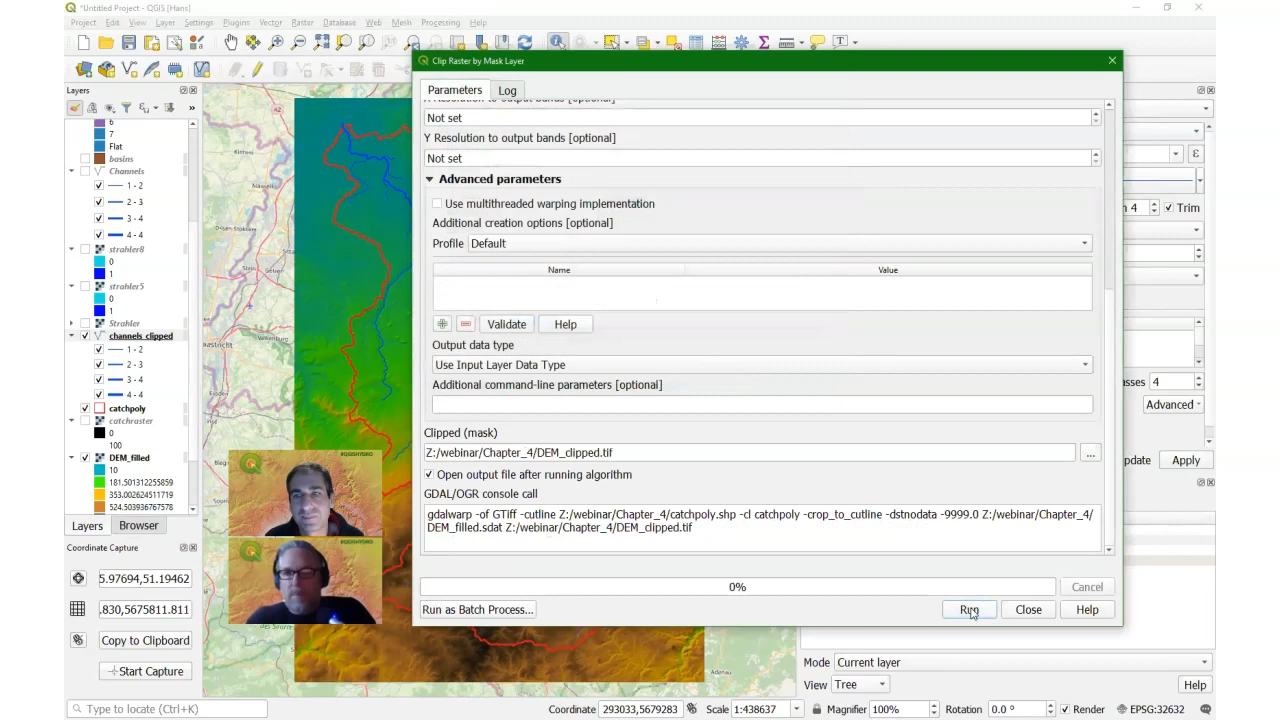 *Untitled Project — QGIS [Hans]
Project Edit View Layer Settings Plugins Vector Raster Database Web Mesh Processing Help
Clip Raster by Mask Layer
Parameters Log
Layers
X Resolution to output bands [optional]
Not set
Y Resolution to output bands [optional]
Not set
Advanced parameters
Use multithreaded warping implementation
Additional creation options [optional]
Profile Default
Name Value
Validate Help
Output data type
Use Input Layer Data Type
Additional command-line parameters [optional]
Clipped (mask)
Z:/webinar/Chapter_4/DEM_clipped.tif
...
Open output file after running algorithm
GDAL/OGR console call
gdalwarp -of GTiff -cutline Z:/webinar/Chapter_4/catchpoly.shp -cl catchpoly -crop_to_cutline -dstnodata -9999.0 Z:/webinar/Chapter_4/
DEM_filled.sdat Z:/webinar/Chapter_4/DEM_clipped.tif
0%
Cancel
Run as Batch Process...
Run Close Help
6
7
Flat
basins
Channels
1 - 2
2 - 3
3 - 4
4 - 4
strahler8
0
1
strahler5
0
1
Strahler
channels clipped
1 - 2
2 - 3
3 - 4
4 - 4
catchpoly
catchraster
0
100
DEM_filled
10
181.501312255859
353.002624511719
524.503936767578
Layers Browser
Coordinate Capture
5.97694,51.19462
.830,5675811.811
Copy to Clipboard
Start Capture
Trim
4
Advanced
Apply
Mode Current layer
View Tree
Help
Type to locate (Ctrl+K)
Coordinate 293033,5679283 Scale 1:438637 Magnifier 100% Rotation 0.0 ° Render EPSG:32632